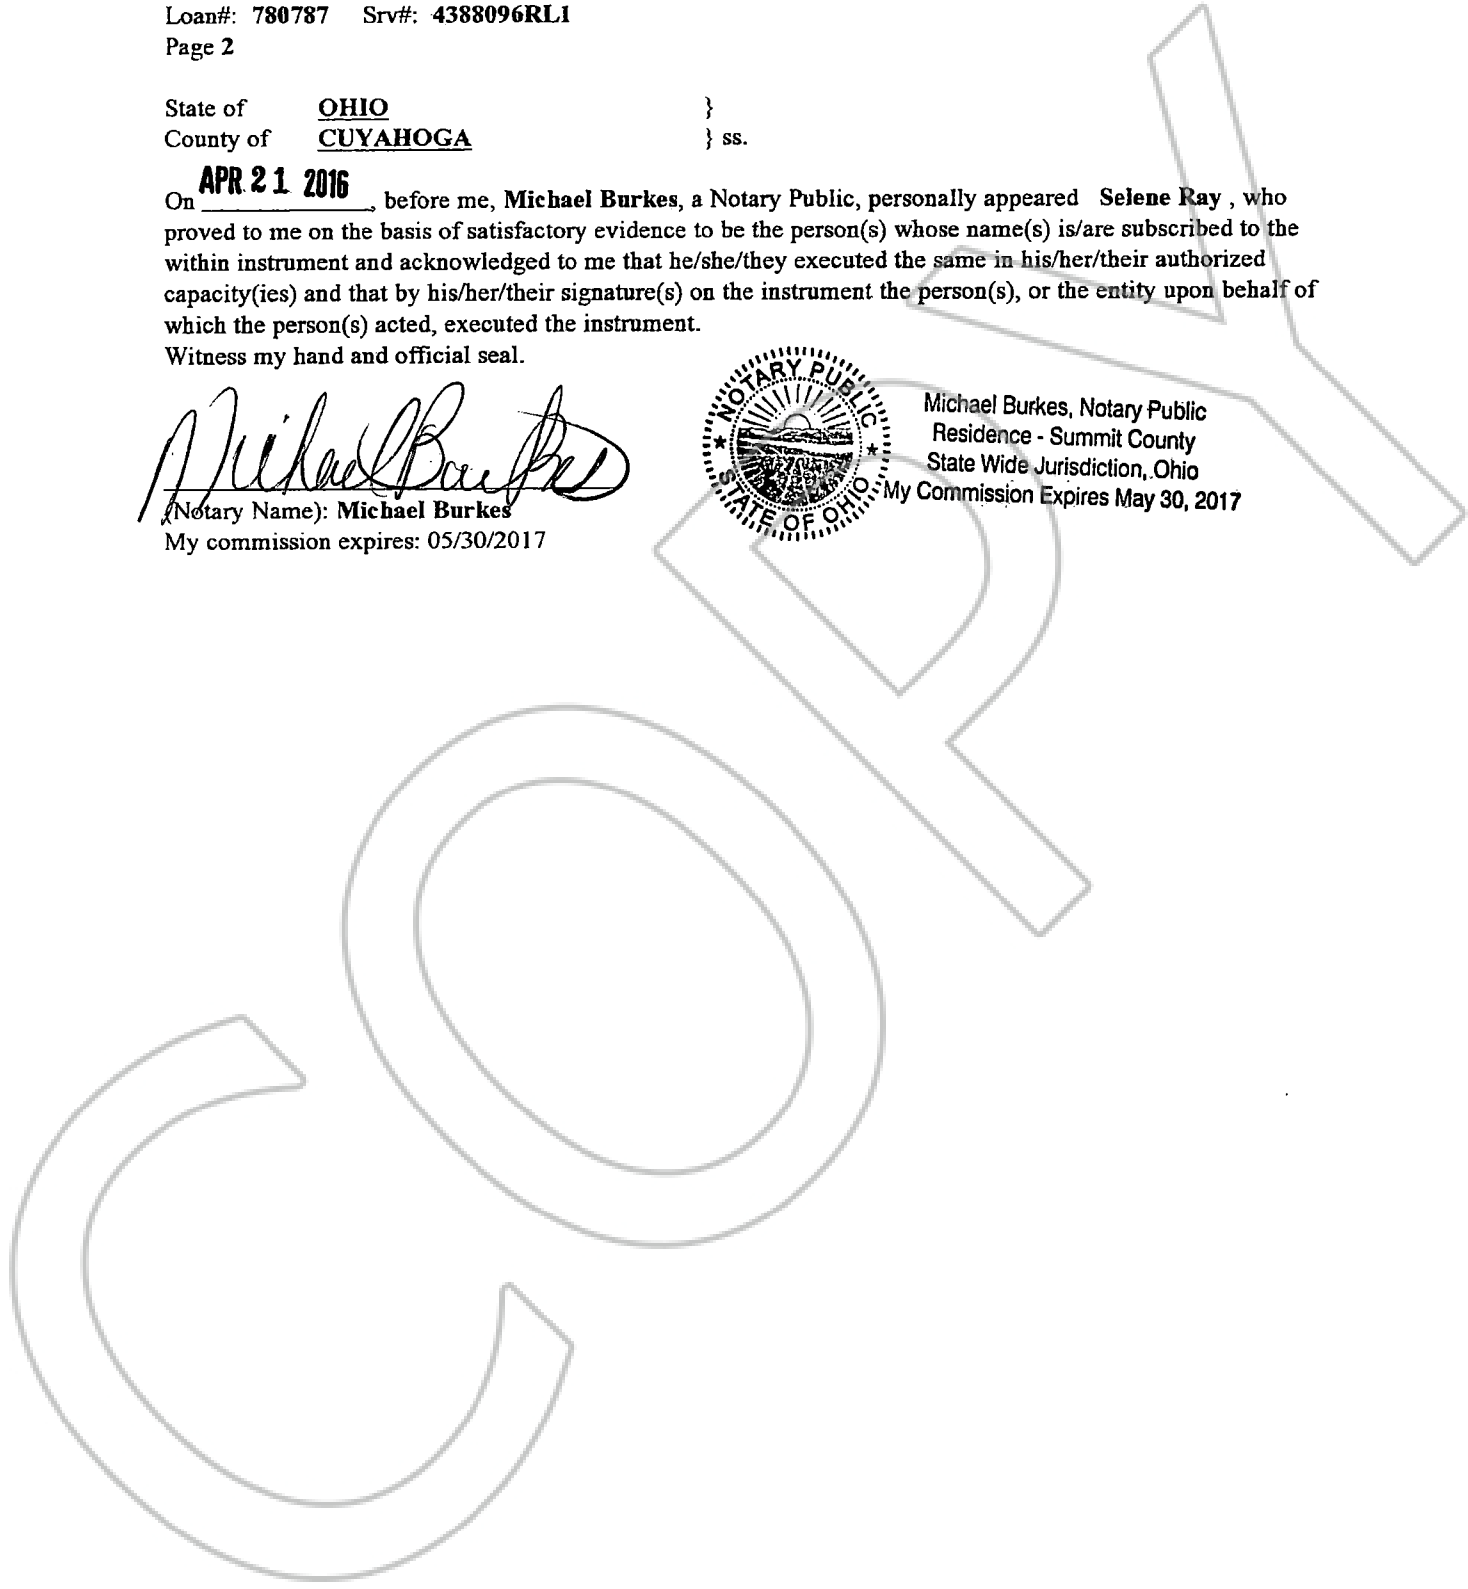 Loan#: 780787 Srv#: 4388096RL1
Page 2
State of OHIO }
County of CUYAHOGA } ss.
On APR 21 2016, before me, Michael Burkes, a Notary Public, personally appeared Selene Ray , who
proved to me on the basis of satisfactory evidence to be the person(s) whose name(s) is/are subscribed to the
within instrument and acknowledged to me that he/she/they executed the same in his/her/their authorized
capacity(ies) and that by his/her/their signature(s) on the instrument the person(s), or the entity upon behalf of
which the person(s) acted, executed the instrument.
Witness my hand and official seal.
Michael Burkes
(Notary Name): Michael Burkes
My commission expires: 05/30/2017
NOTARY PUBLIC
STATE OF OHIO
Michael Burkes, Notary Public
Residence - Summit County
State Wide Jurisdiction, Ohio
My Commission Expires May 30, 2017
COPY